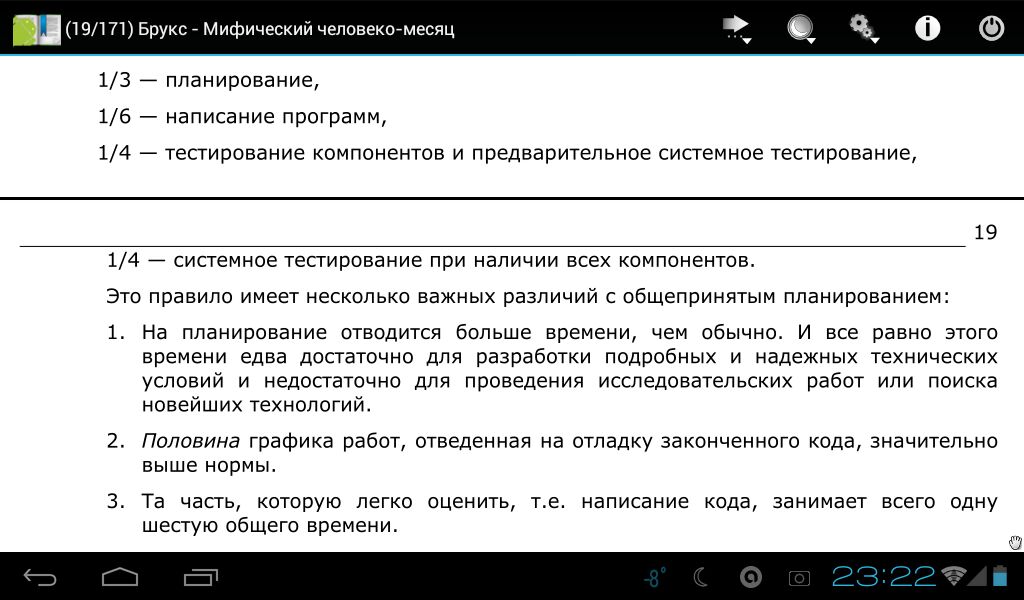 (19/171) Брукс - Мифический человеко-месяц
1/3 — планирование,
1/6 — написание программ,
1/4 — тестирование компонентов и предварительное системное тестирование,
19
1/4 — системное тестирование при наличии всех компонентов.
Это правило имеет несколько важных различий с общепринятым планированием:
1. На планирование отводится больше времени, чем обычно. И все равно этого
времени едва достаточно для разработки подробных и надежных технических
условий и недостаточно для проведения исследовательских работ или поиска
новейших технологий.
2. Половина графика работ, отведенная на отладку законченного кода, значительно
выше нормы.
3. Та часть, которую легко оценить, т.е. написание кода, занимает всего одну
шестую общего времени.
-8° 23:22